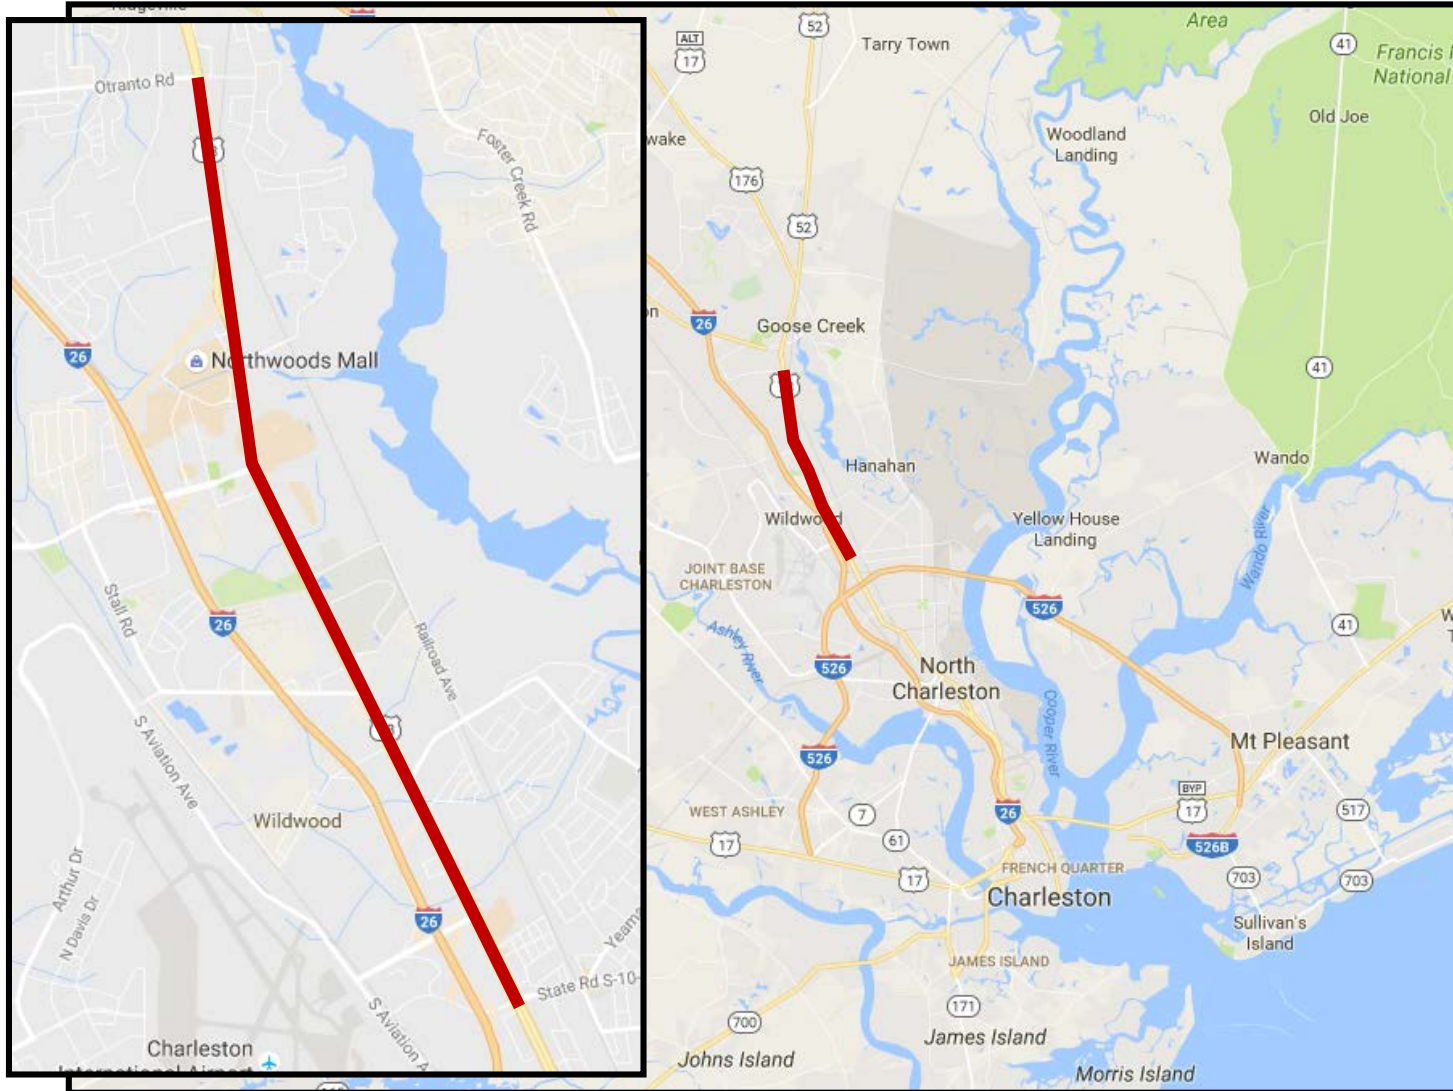 Otranto Rd
Foster Creek Rd
26
Northwoods Mall
Stall Rd
26
Railroad Ave
S Aviation Ave
Wildwood
Arthur Dr
N Davis Dr
26
State Rd S-10-
S Aviation A
Charleston
International Airport
52
ALT
17
Tarry Town
Area
41
National
Old Joe
wake
Woodland
Landing
176
52
26
Goose Creek
41
Hanahan
Wando
Wildwood
Yellow House
Landing
Wando River
JOINT BASE
CHARLESTON
526
41
Ashley River
526
North
Charleston
Cooper River
526
Mt Pleasant
BYP
17
WEST ASHLEY
7
26
517
17
61
526B
17
FRENCH QUARTER
703
703
Charleston
Sullivan's
Island
JAMES ISLAND
171
700
James Island
Johns Island
Morris Island